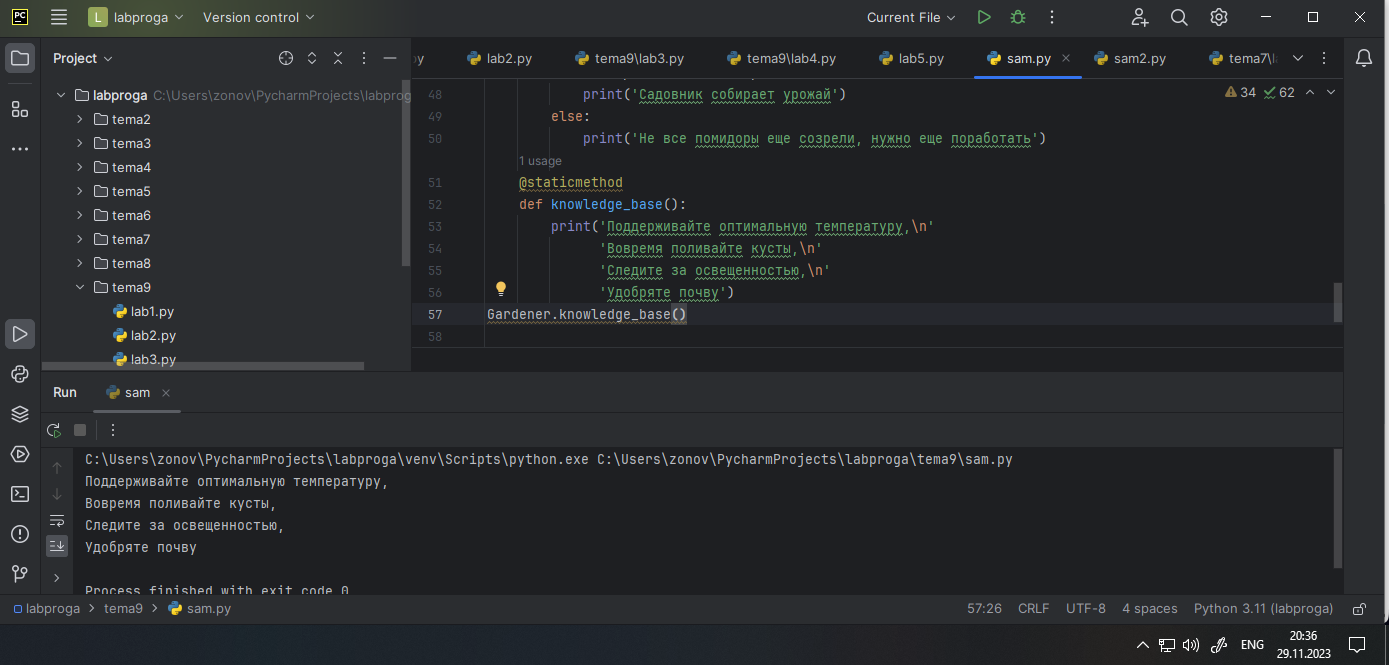 PC
L labproga Version control Current File
Project
lab2.py tema9\lab3.py tema9\lab4.py lab5.py sam.py sam2.py
labproga C:\Users\zonov\PycharmProjects\labprog
tema2
tema3
tema4
tema5
tema6
tema7
tema8
tema9
lab1.py
lab2.py
lab3.py
34 62
48 print('Садовник собирает урожай')
49 else:
50 print('Не все помидоры еще созрели, нужно еще поработать')
1 usage
51 @staticmethod
52 def knowledge_base():
53 print('Поддерживайте оптимальную температуру,\n'
54 'Вовремя поливайте кусты,\n'
55 'Следите за освещенностью,\n'
56 'Удобряте почву')
57 Gardener.knowledge_base()
58
Run sam
C:\Users\zonov\PycharmProjects\labproga\venv\Scripts\python.exe C:\Users\zonov\PycharmProjects\labproga\tema9\sam.py
Поддерживайте оптимальную температуру,
Вовремя поливайте кусты,
Следите за освещенностью,
Удобряте почву
Process finished with exit code 0
labproga tema9 sam.py 57:26 CRLF UTF-8 4 spaces Python 3.11 (labproga)
ENG 20:36
29.11.2023